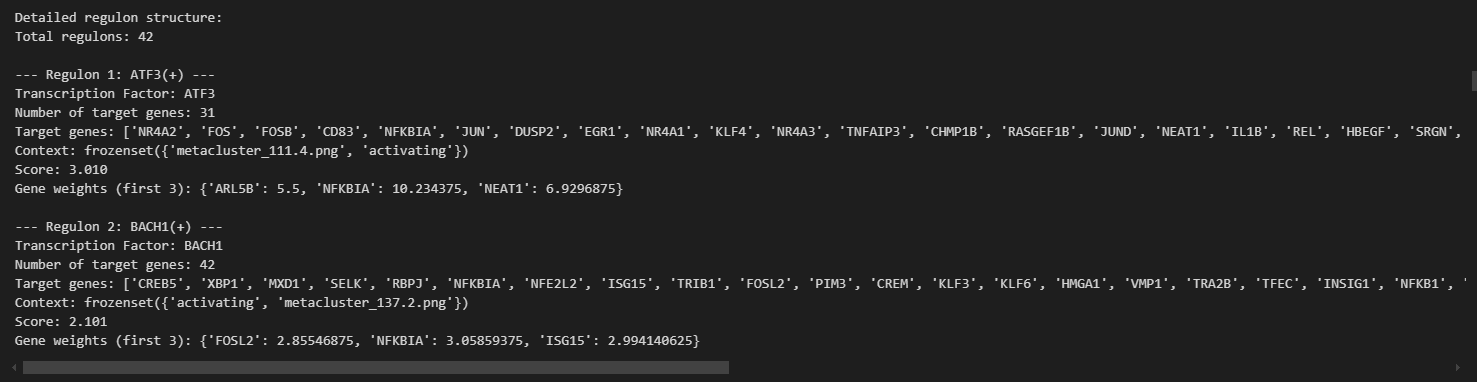 Detailed regulon structure:
Total regulons: 42
--- Regulon 1: ATF3(+) ---
Transcription Factor: ATF3
Number of target genes: 31
Target genes: ['NR4A2', 'FOS', 'FOSB', 'CD83', 'NFKBIA', 'JUN', 'DUSP2', 'EGR1', 'NR4A1', 'KLF4', 'NR4A3', 'TNFAIP3', 'CHMP1B', 'RASGEF1B', 'JUND', 'NEAT1', 'IL1B', 'REL', 'HBEGF', 'SRGN',
Context: frozenset({'metacluster_111.4.png', 'activating'})
Score: 3.010
Gene weights (first 3): {'ARL5B': 5.5, 'NFKBIA': 10.234375, 'NEAT1': 6.9296875}
--- Regulon 2: BACH1(+) ---
Transcription Factor: BACH1
Number of target genes: 42
Target genes: ['CREB5', 'XBP1', 'MXD1', 'SELK', 'RBPJ', 'NFKBIA', 'NFE2L2', 'ISG15', 'TRIB1', 'FOSL2', 'PIM3', 'CREM', 'KLF3', 'KLF6', 'HMGA1', 'VMP1', 'TRA2B', 'TFEC', 'INSIG1', 'NFKB1', '
Context: frozenset({'activating', 'metacluster_137.2.png'})
Score: 2.101
Gene weights (first 3): {'FOSL2': 2.85546875, 'NFKBIA': 3.05859375, 'ISG15': 2.994140625}